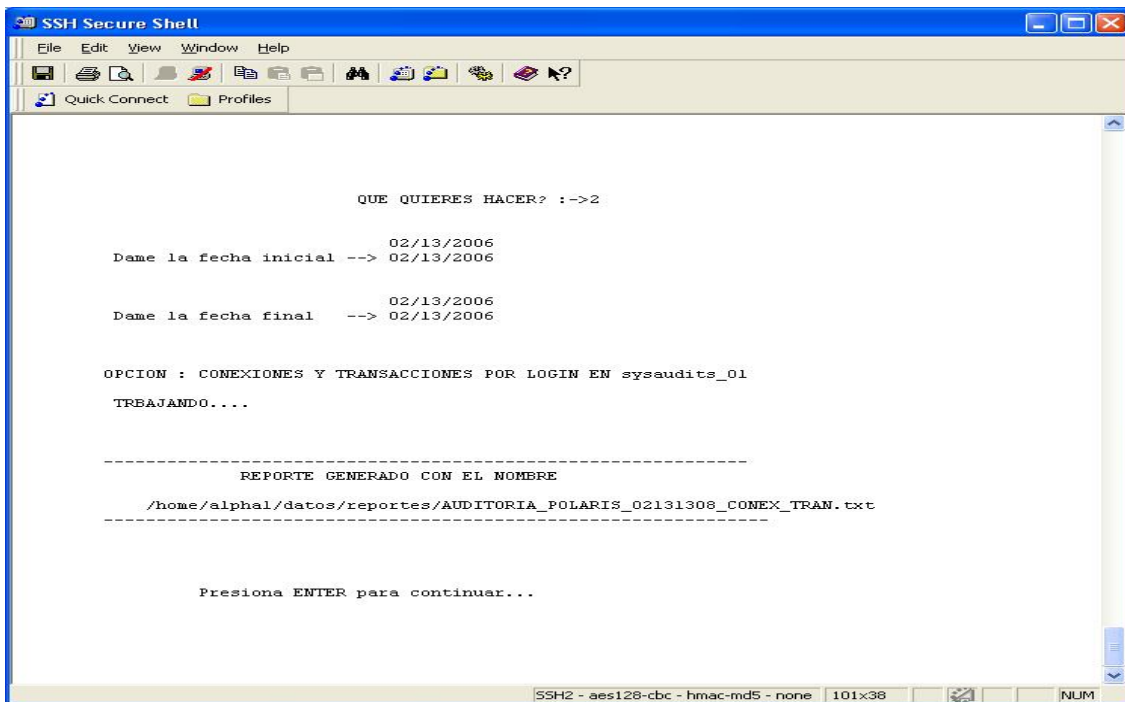 SSH Secure Shell
File Edit View Window Help
Quick Connect Profiles
QUE QUIERES HACER? :->2
02/13/2006
Dame la fecha inicial --> 02/13/2006
02/13/2006
Dame la fecha final --> 02/13/2006
OPCION : CONEXIONES Y TRANSACCIONES POR LOGIN EN sysaudits_01
TRBAJANDO....
--------------------------------------------------------------
REPORTE GENERADO CON EL NOMBRE
/home/alphal/datos/reportes/AUDITORIA_POLARIS_02131308_CONEX_TRAN.txt
----------------------------------------------------------------
Presiona ENTER para continuar...
SSH2 - aes128-cbc - hmac-md5 - none 101x38 NUM